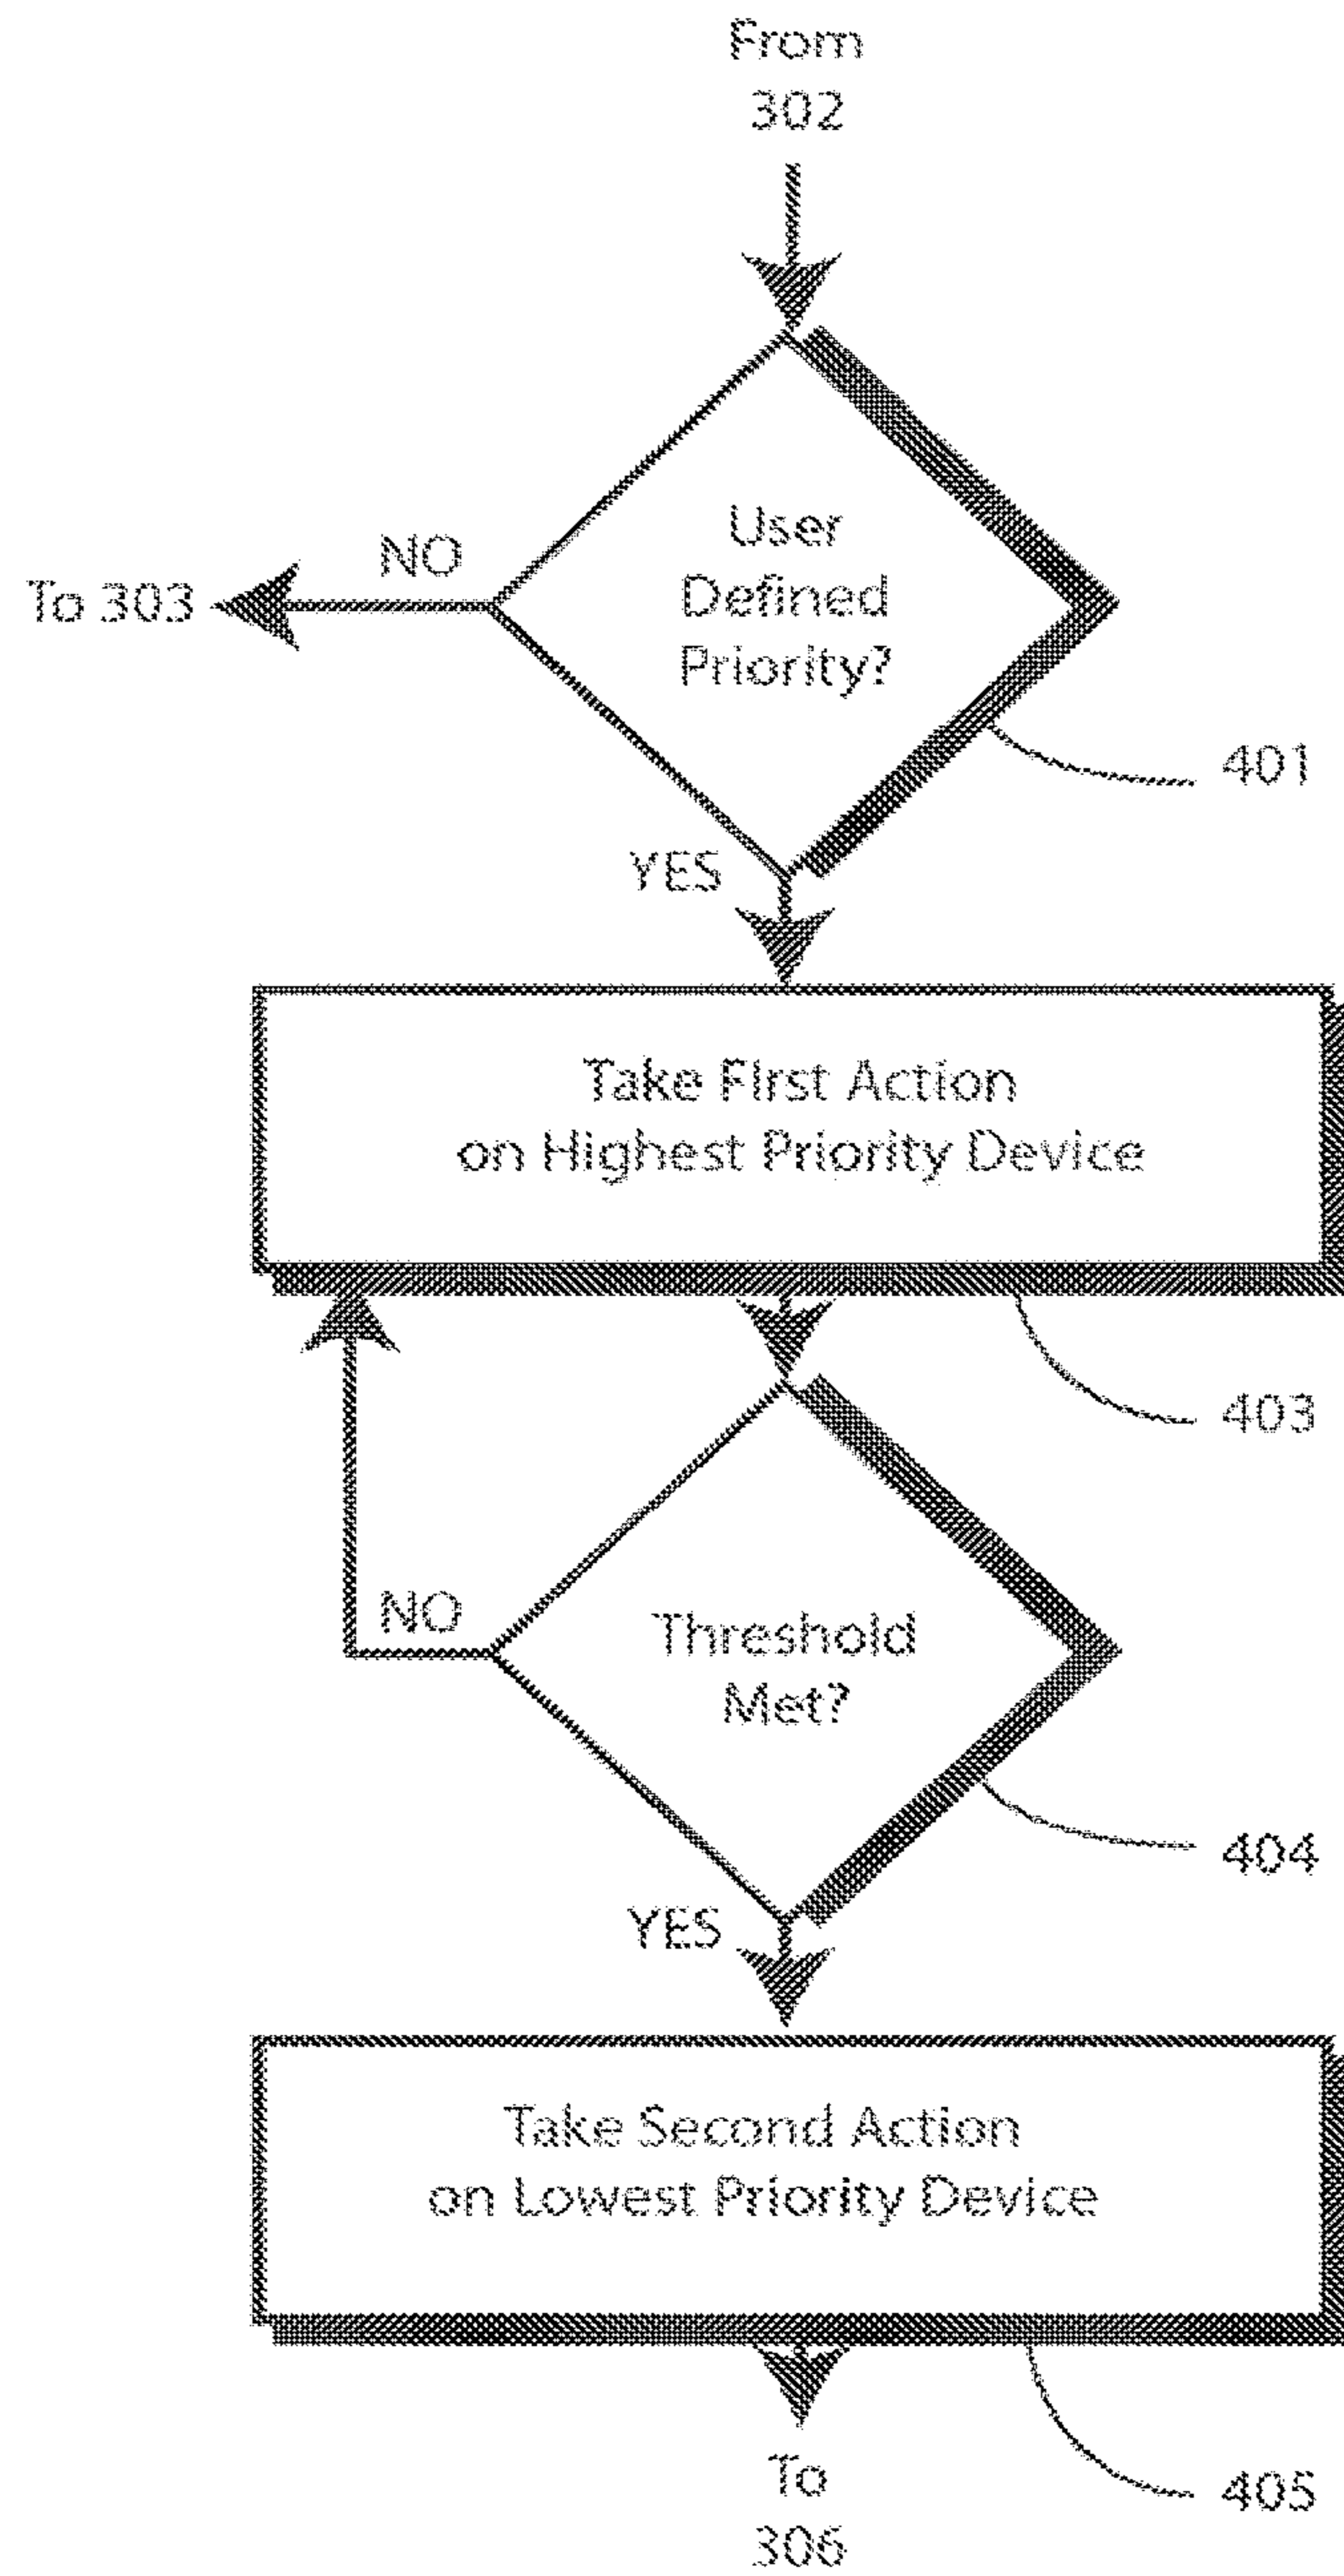 From
302
User
Defined
Priority?
NO
To 303
401
YES
Take First Action
on Highest Priority Device
403
Threshold
Met?
NO
404
YES
Take Second Action
on Lowest Priority Device
405
To
306